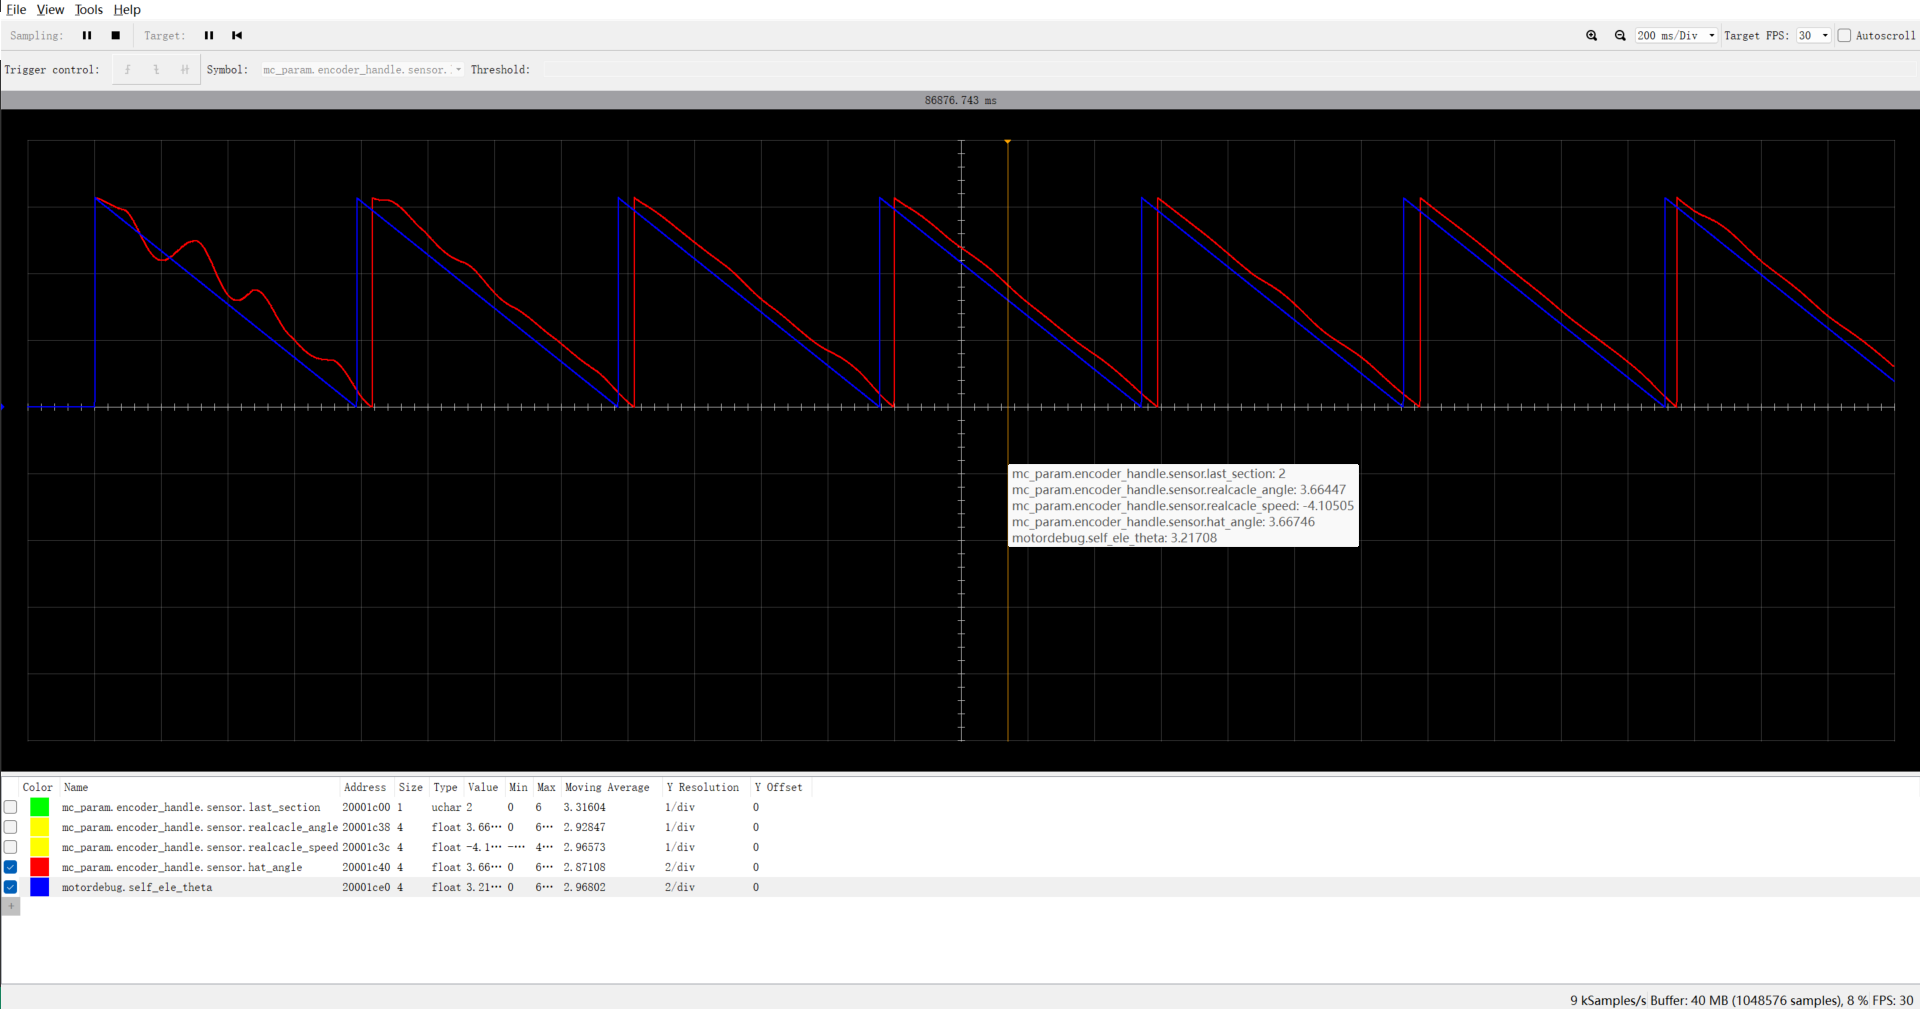 File View Tools Help
Sampling: Target: 200 ms/Div Target FPS: 30 Autoscroll
Trigger control: Symbol: mc_param.encoder_handle.sensor. Threshold:
86876.743 ms
mc_param.encoder_handle.sensor.last_section: 2
mc_param.encoder_handle.sensor.realcacle_angle: 3.66447
mc_param.encoder_handle.sensor.realcacle_speed: -4.10505
mc_param.encoder_handle.sensor.hat_angle: 3.66746
motordebug.self_ele_theta: 3.21708
Color Name Address Size Type Value Min Max Moving Average Y Resolution Y Offset
mc_param.encoder_handle.sensor.last_section 20001c00 1 uchar 2 0 6 3.31604 1/div 0
mc_param.encoder_handle.sensor.realcacle_angle 20001c38 4 float 3.66… 0 6… 2.92847 1/div 0
mc_param.encoder_handle.sensor.realcacle_speed 20001c3c 4 float -4.1… -… 4… 2.96573 1/div 0
mc_param.encoder_handle.sensor.hat_angle 20001c40 4 float 3.66… 0 6… 2.87108 2/div 0
motordebug.self_ele_theta 20001ce0 4 float 3.21… 0 6… 2.96802 2/div 0
+
9 kSamples/s Buffer: 40 MB (1048576 samples), 8 % FPS: 30